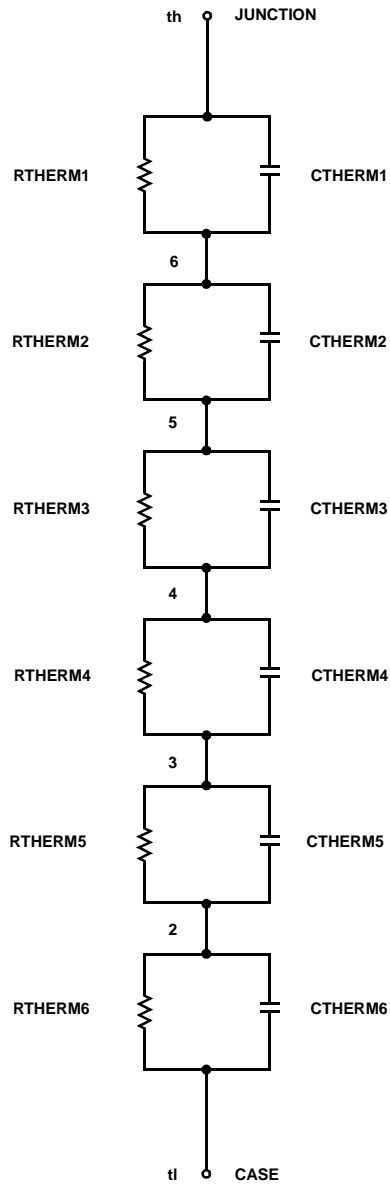 th JUNCTION
RTHERM1 CTHERM1
6
RTHERM2 CTHERM2
5
RTHERM3 CTHERM3
4
RTHERM4 CTHERM4
3
RTHERM5 CTHERM5
2
RTHERM6 CTHERM6
tl CASE